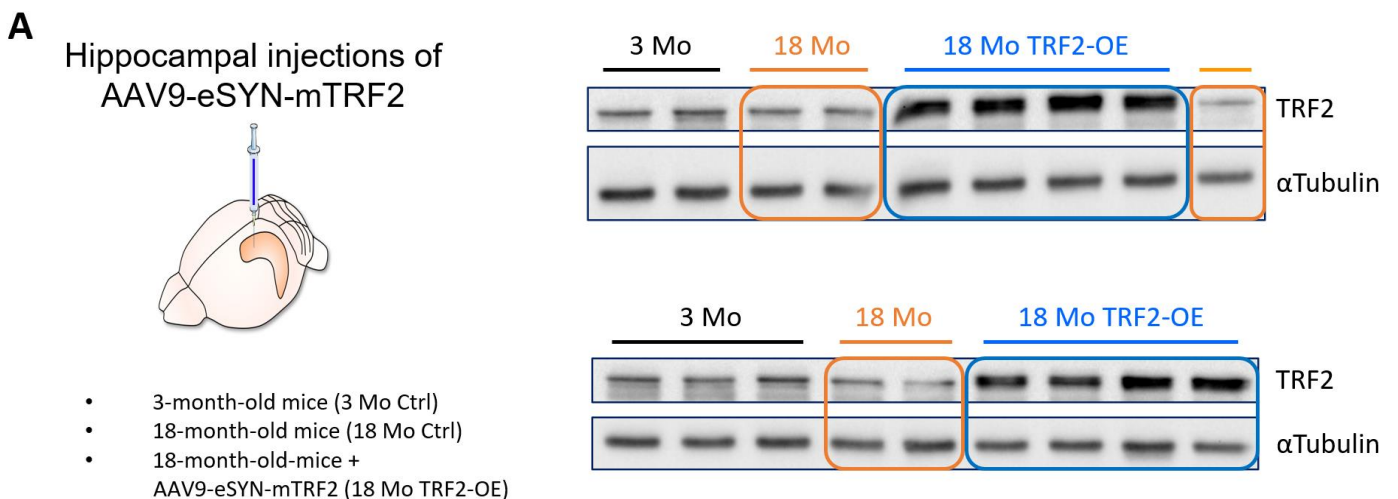 A
Hippocampal injections of
AAV9-eSYN-mTRF2
• 3-month-old mice (3 Mo Ctrl)
• 18-month-old mice (18 Mo Ctrl)
• 18-month-old-mice +
AAV9-eSYN-mTRF2 (18 Mo TRF2-OE)
3 Mo 18 Mo 18 Mo TRF2-OE
TRF2
αTubulin
3 Mo 18 Mo 18 Mo TRF2-OE
TRF2
αTubulin